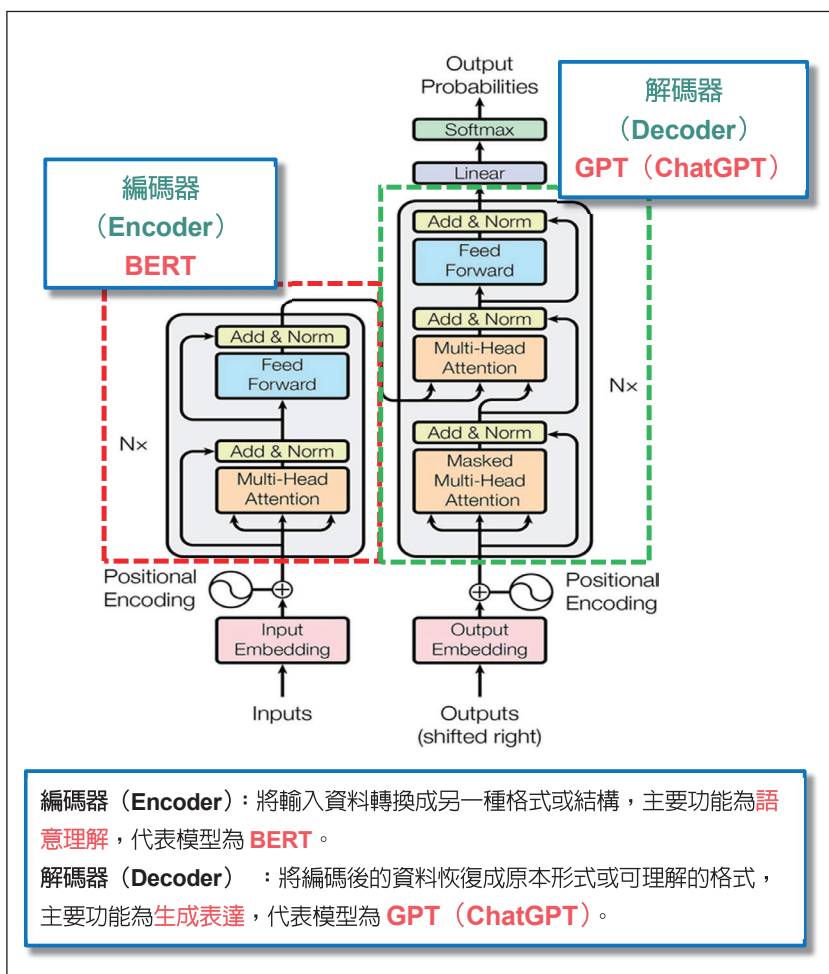 Output
Probabilities
解碼器
（Decoder）
GPT（ChatGPT）
Softmax
Linear
編碼器
（Encoder）
BERT
Add & Norm
Feed
Forward
Add & Norm
Multi-Head
Attention
N×
Add & Norm
Masked
Multi-Head
Attention
Add & Norm
Feed
Forward
N×
Add & Norm
Multi-Head
Attention
Positional
Encoding
Positional
Encoding
Input
Embedding
Output
Embedding
Inputs
Outputs
(shifted right)
編碼器（Encoder）：將輸入資料轉換成另一種格式或結構，主要功能為語
意理解，代表模型為 BERT。
解碼器（Decoder） ：將編碼後的資料恢復成原本形式或可理解的格式，
主要功能為生成表達，代表模型為 GPT（ChatGPT）。